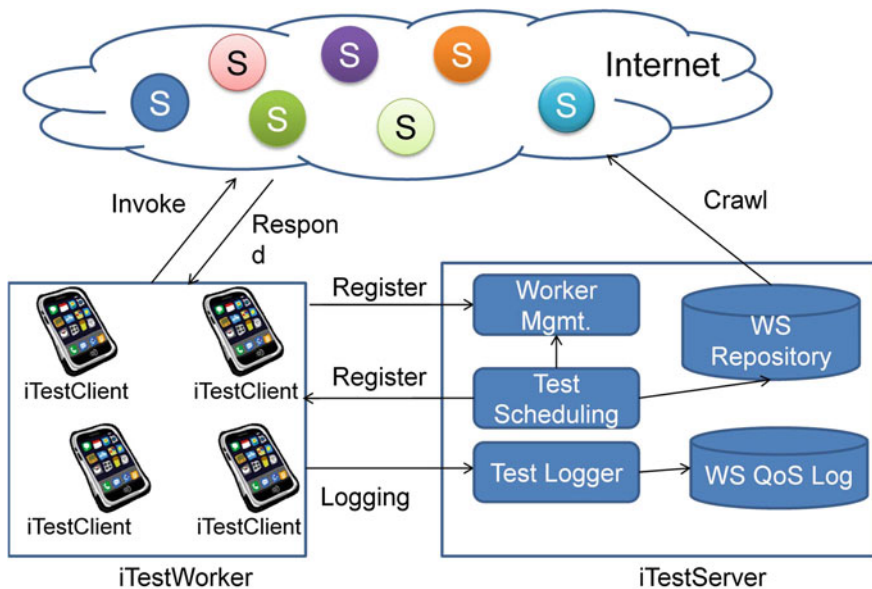 S
S
S
S
S
S
S
Internet
Invoke
Respon
d
Crawl
Register
Worker
Mgmt.
WS
Repository
iTestClient
iTestClient
Register
Test
Scheduling
iTestClient
iTestClient
Logging
Test Logger
WS QoS Log
iTestWorker
iTestServer